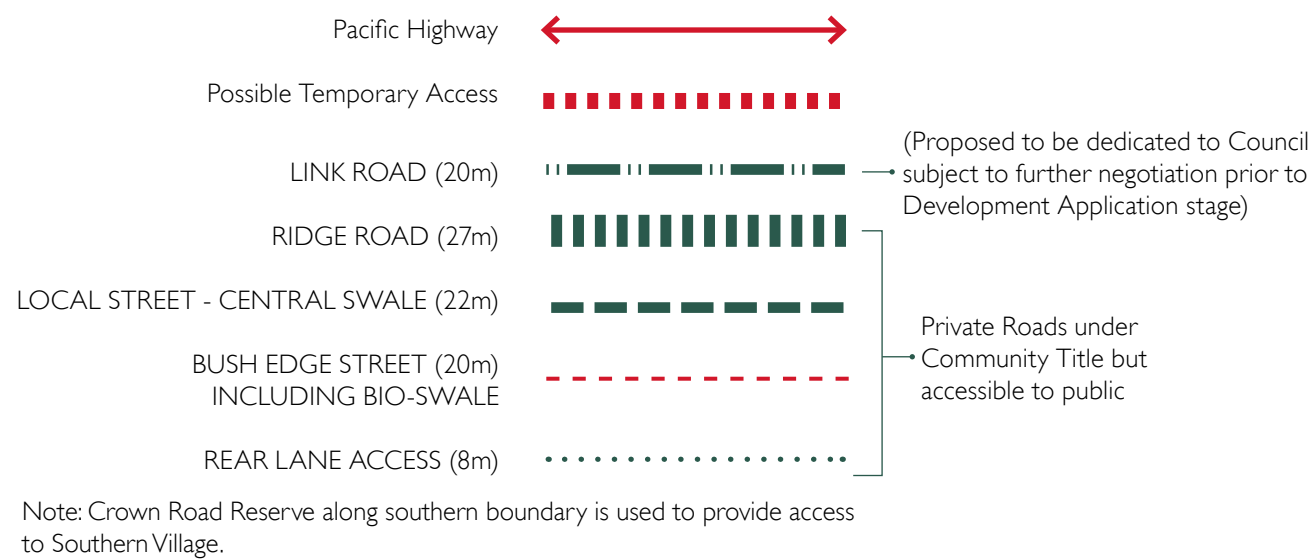 Pacific Highway
Possible Temporary Access
LINK ROAD (20m)
(Proposed to be dedicated to Council
subject to further negotiation prior to
Development Application stage)
RIDGE ROAD (27m)
LOCAL STREET - CENTRAL SWALE (22m)
BUSH EDGE STREET (20m)
INCLUDING BIO-SWALE
REAR LANE ACCESS (8m)
Private Roads under
Community Title but
accessible to public
Note: Crown Road Reserve along southern boundary is used to provide access
to Southern Village.